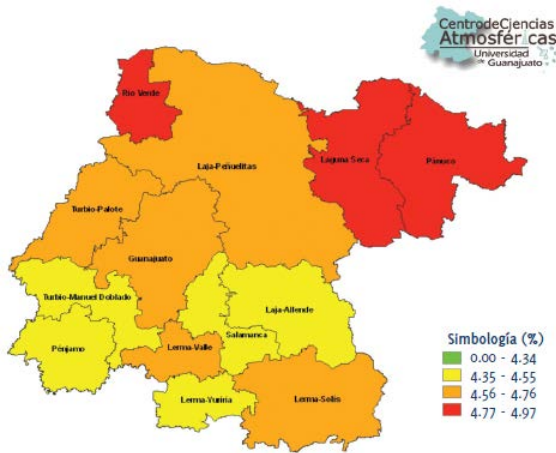 CentrodeCiencias
Atmosféricas
Universidad
de Guanajuato
Rio Verde
Laja-Peñuelitas
Laguna Seca
Pánuco
Turbio-Palote
Guanajuato
Turbio-Manuel Doblado
Laja-Allende
Pénjamo
Lerma-Valle
Salamanca
Lerma-Yuriria
Lerma-Solís
Simbología (%)
0.00 - 4.34
4.35 - 4.55
4.56 - 4.76
4.77 - 4.97